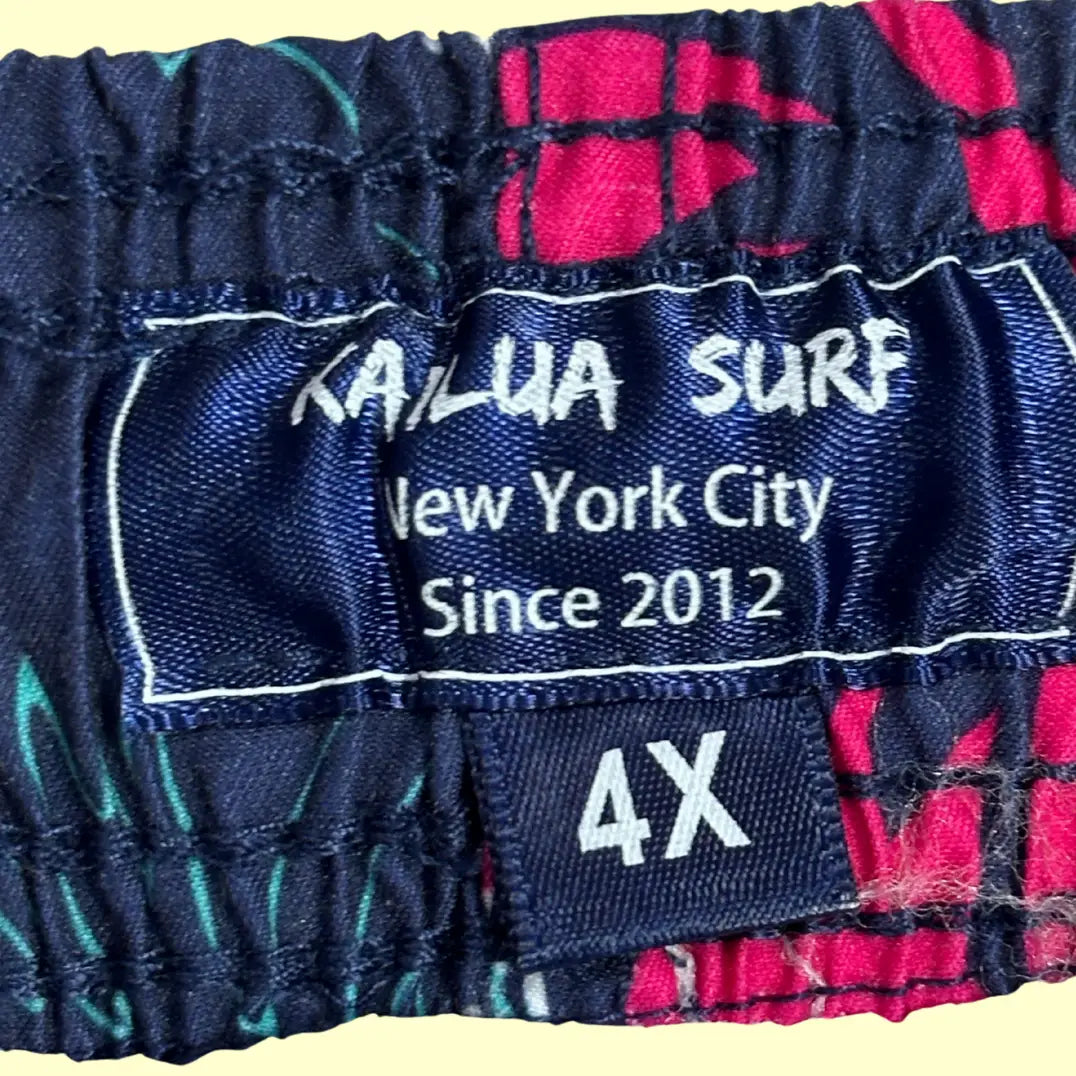 KAILUA SURF
New York City
Since 2012
4X